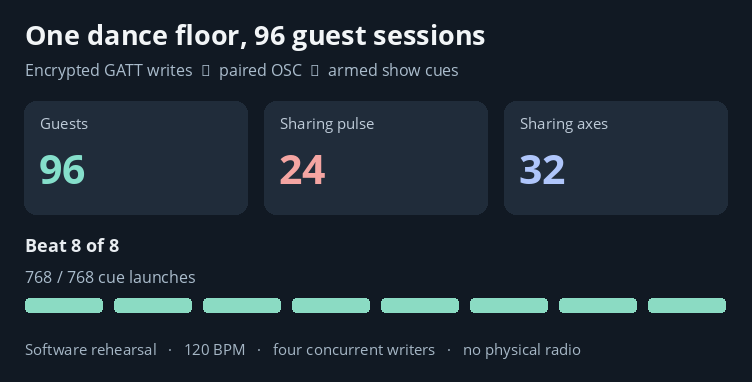 One dance floor, 96 guest sessions
Encrypted GATT writes ▯ paired OSC ▯ armed show cues
Guests
96
Sharing pulse
24
Sharing axes
32
Beat 8 of 8
768 / 768 cue launches
Software rehearsal · 120 BPM · four concurrent writers · no physical radio